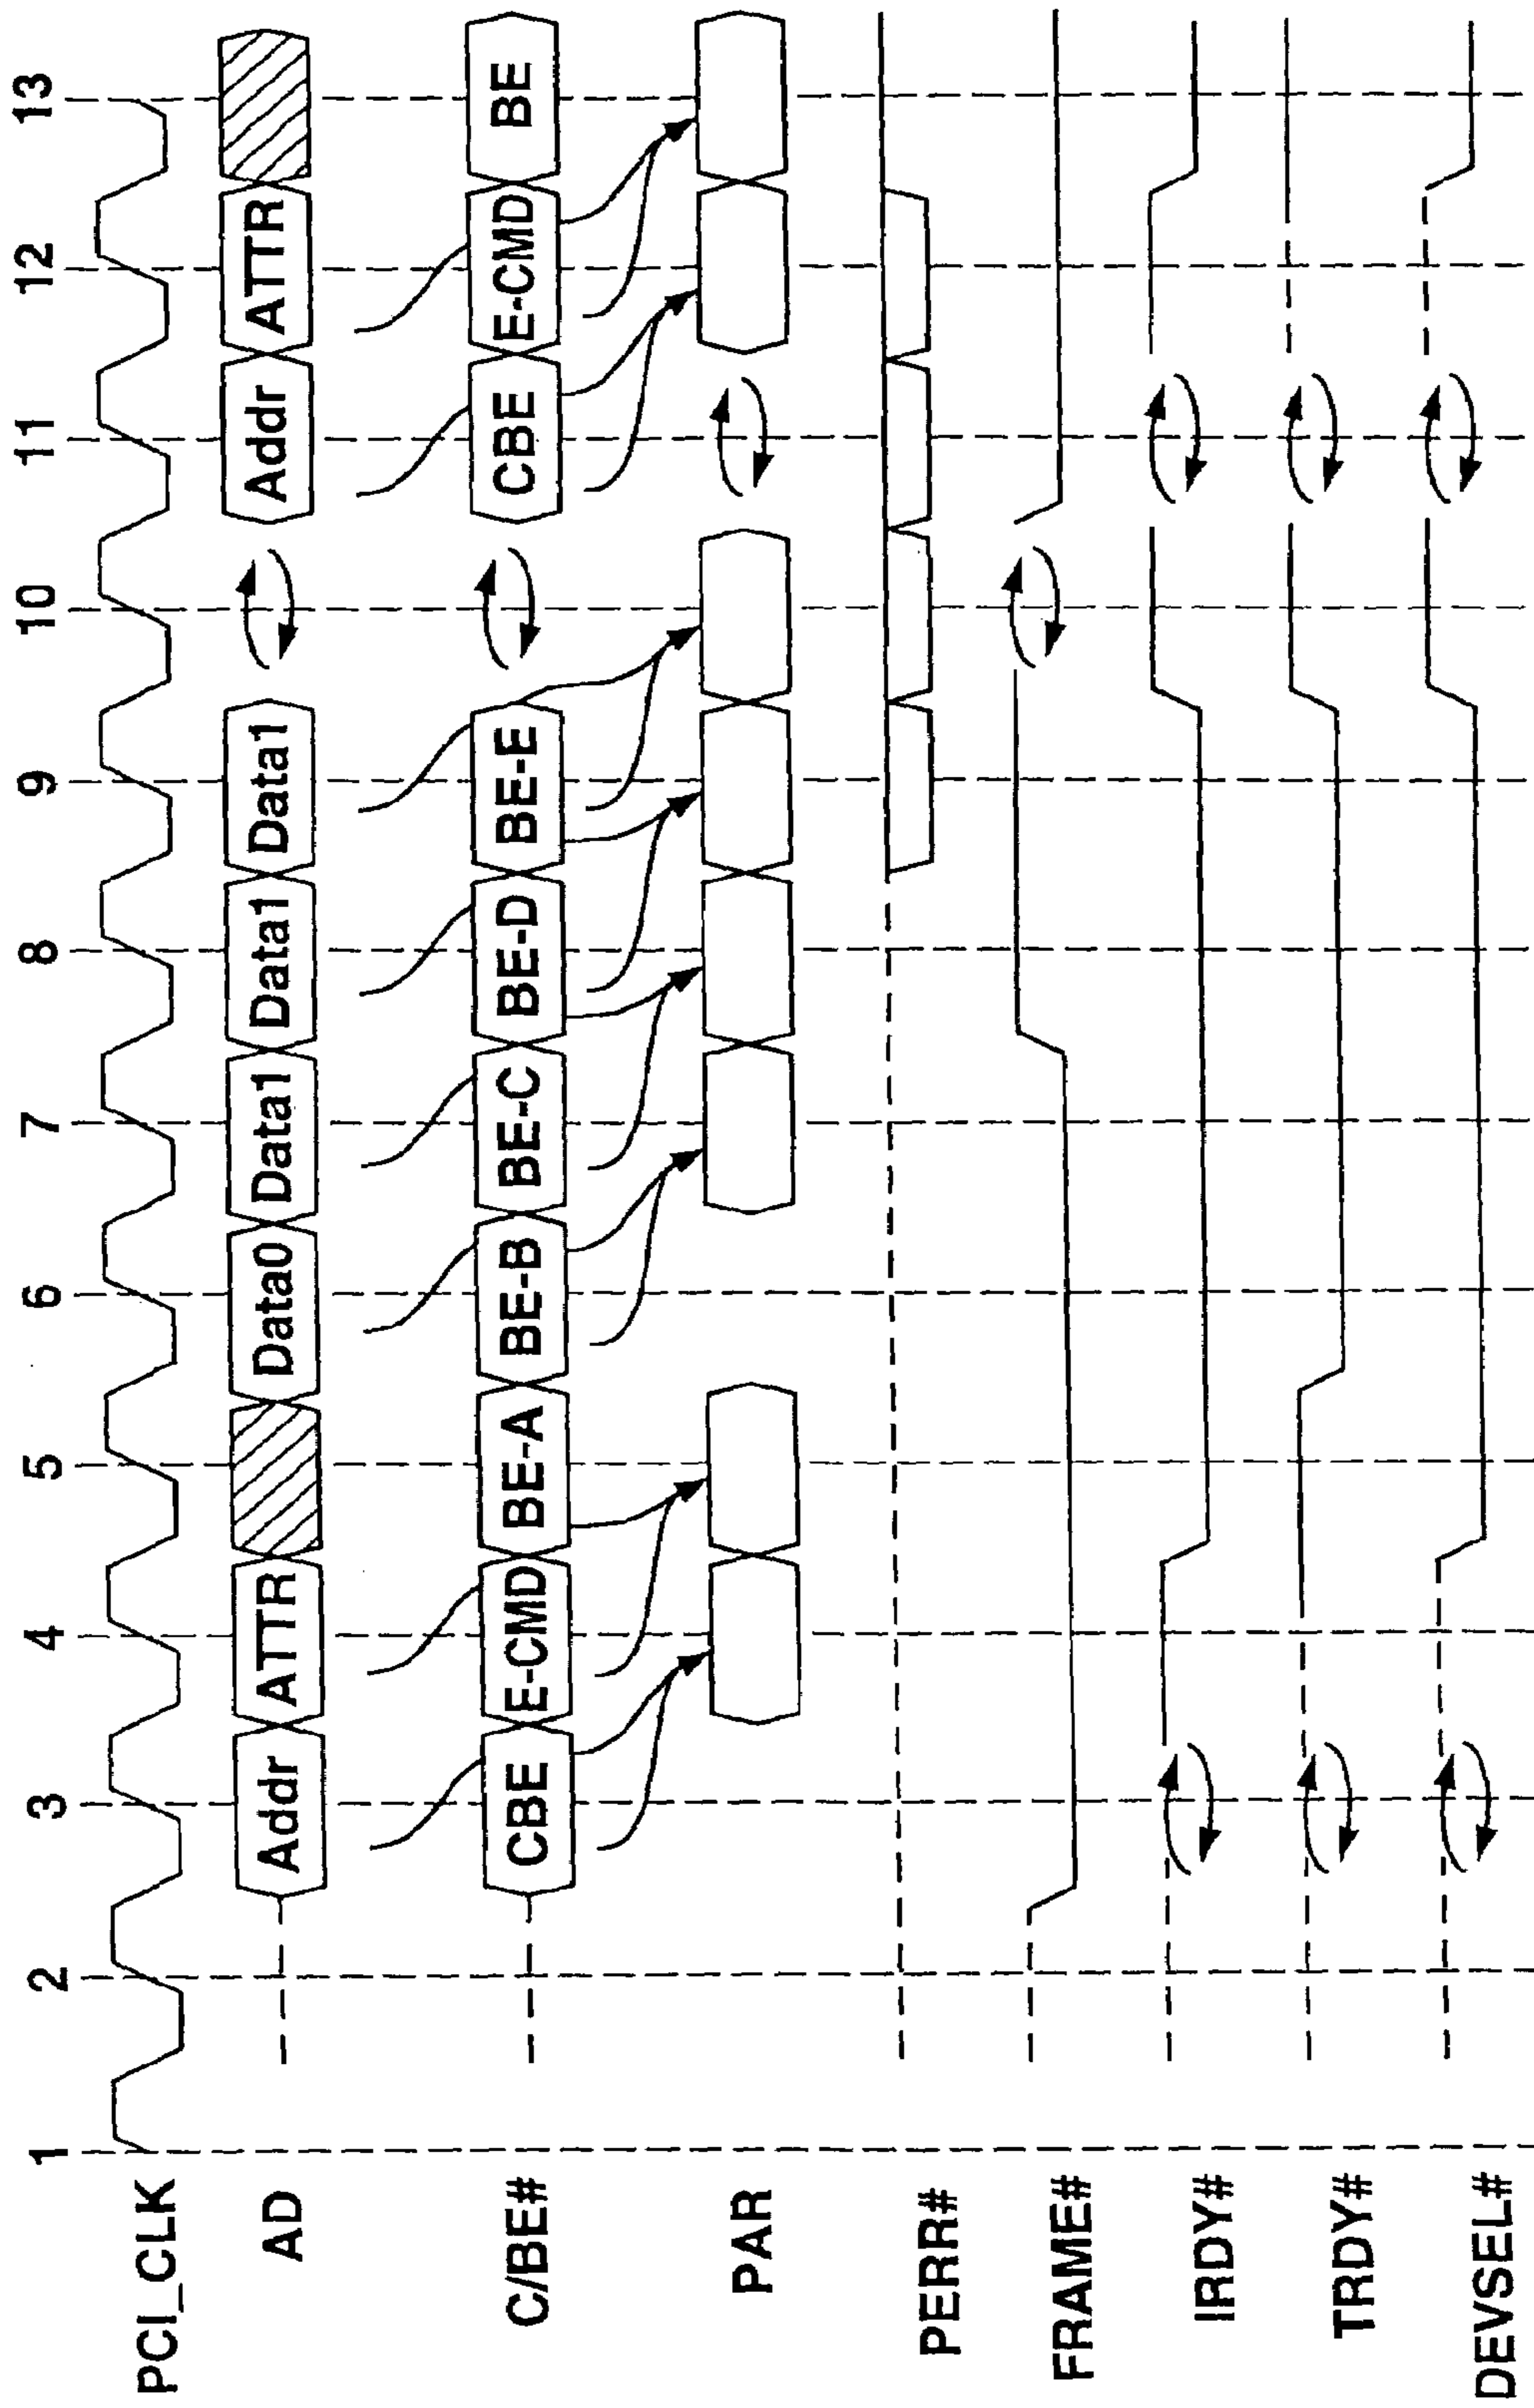 1 2 3 4 5 6 7 8 9 10 11 12 13
PCI_CLK
AD Addr ATTR Data0 Data1 Data1 Data1 Addr ATTR
C/BE# CBE E-CMD BE-A BE-B BE-C BE-D BE-E CBE E-CMD BE
PAR
PERR#
FRAME#
IRDY#
TRDY#
DEVSEL#